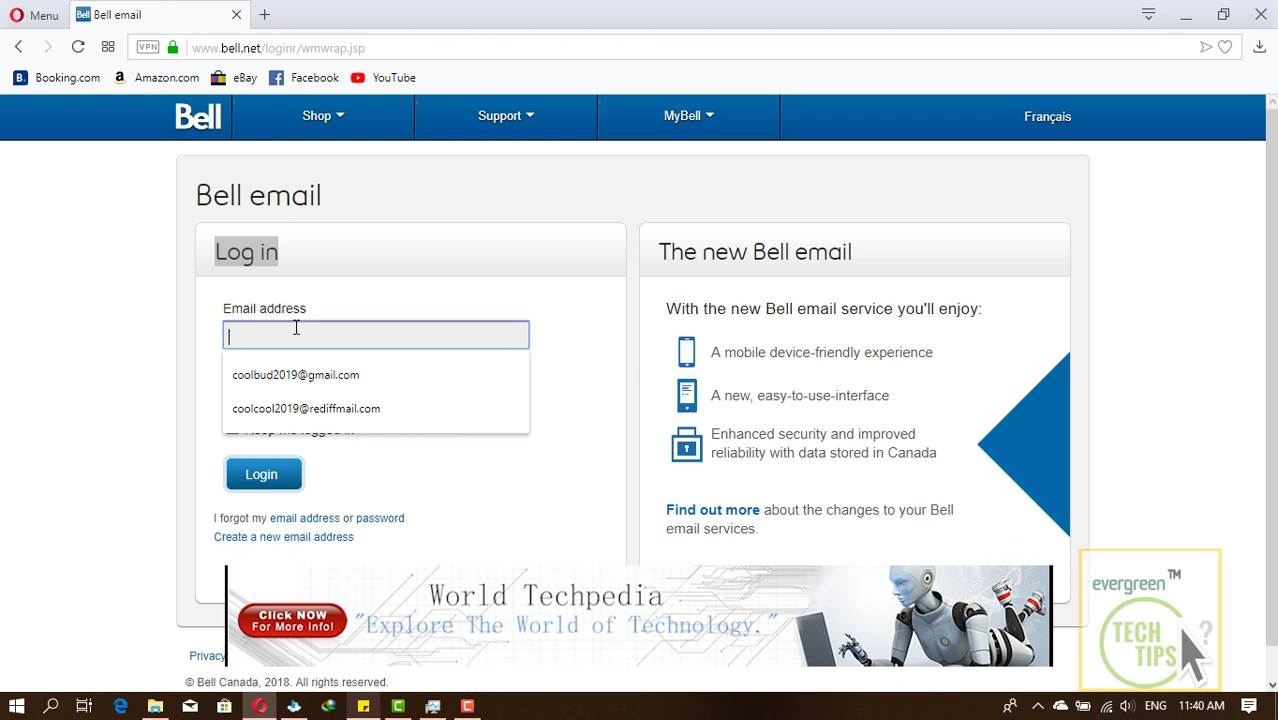 Menu
Bell email
VPN
www.bell.net/loginr/wmwrap.jsp
B.
Booking.com
a
Amazon.com
eBay
Facebook
YouTube
Bell
Shop
Support
MyBell
Français
Bell email
Log in
Email address
coolbud2019@gmail.com
coolcool2019@rediffmail.com
Login
I forgot my email address or password
Create a new email address
The new Bell email
With the new Bell email service you'll enjoy:
A mobile device-friendly experience
A new, easy-to-use-interface
Enhanced security and improved
reliability with data stored in Canada
Find out more about the changes to your Bell
email services.
World Techpedia
Click NOW
For More Info!
"Explore The World of Technology."
evergreen™
TECH
TIPS
?
Privacy
© Bell Canada, 2018. All rights reserved.
ENG
11:40 AM